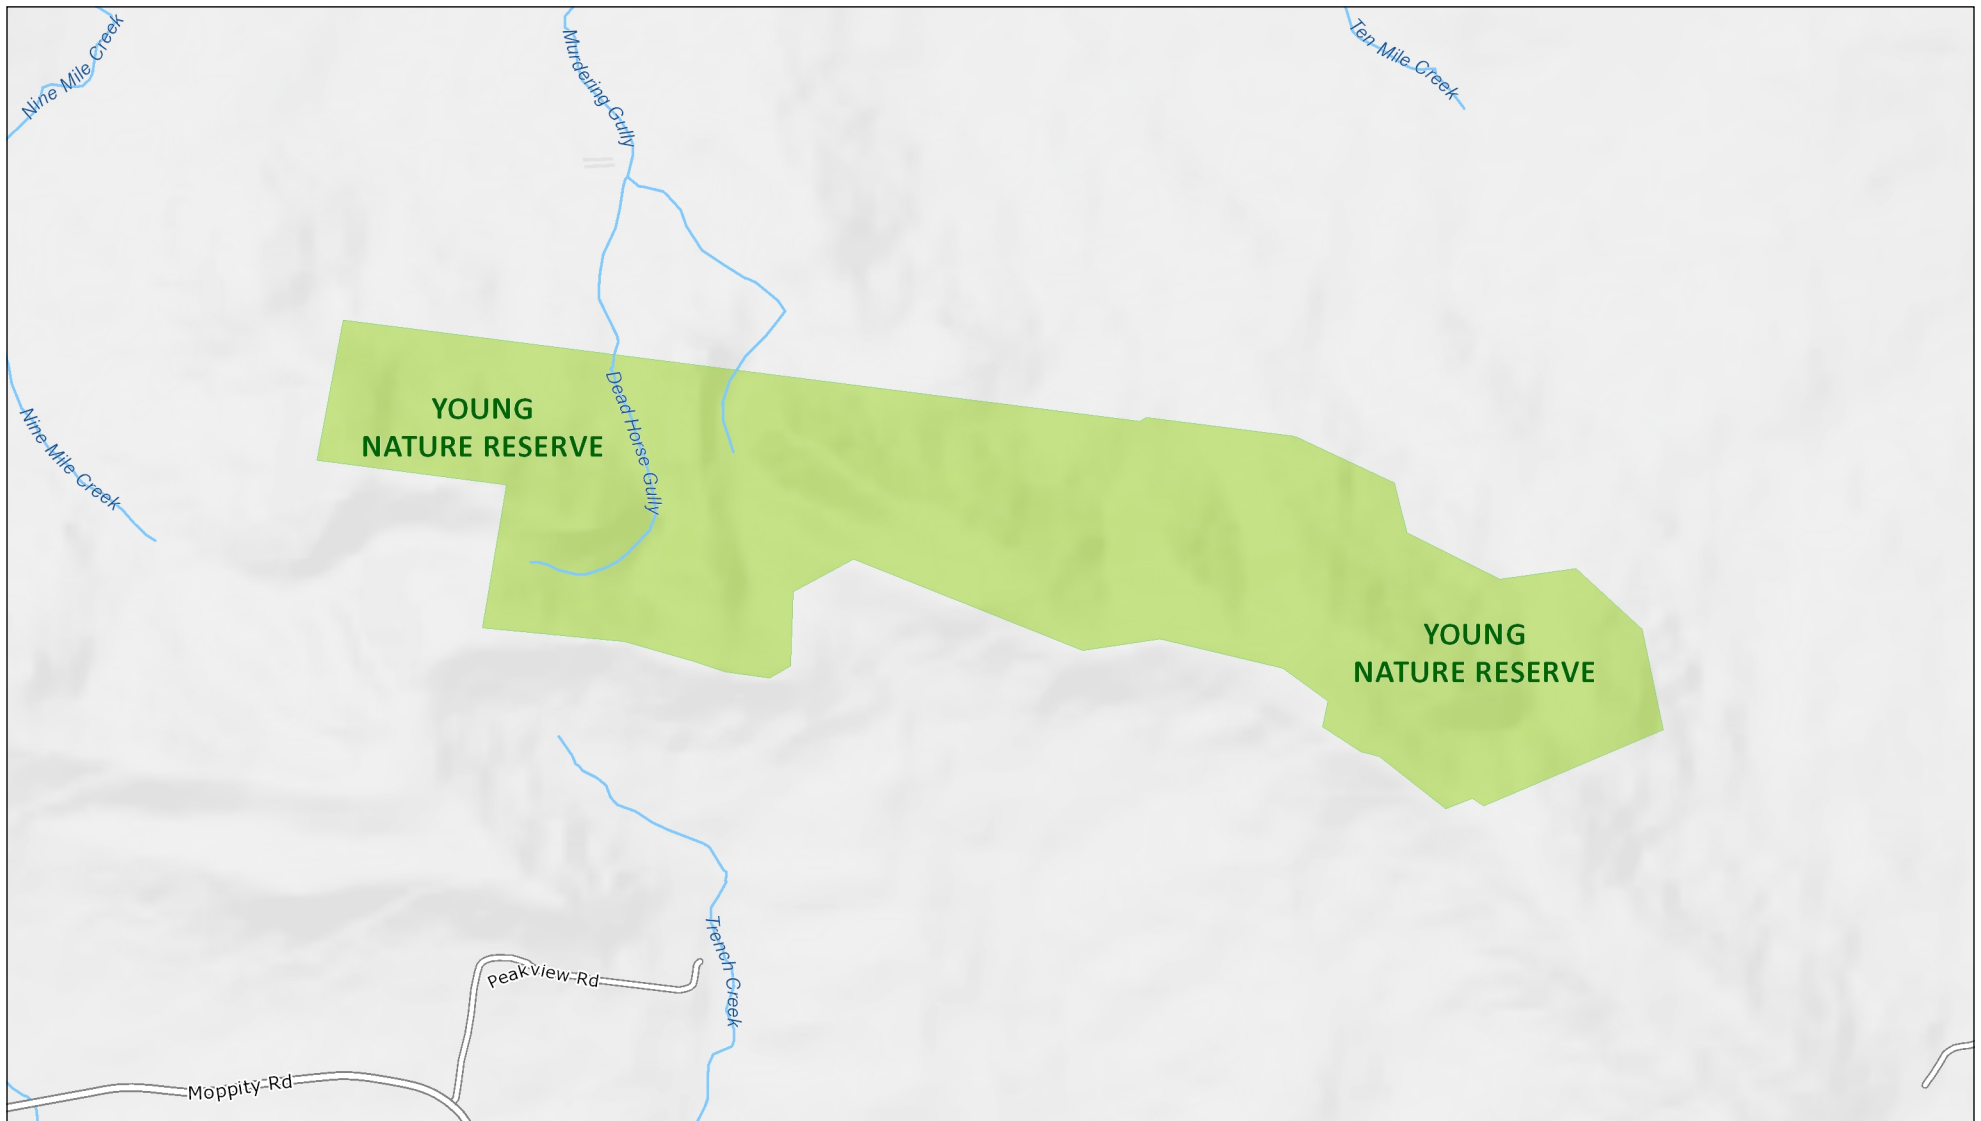 Nine Mile Creek
Murdering Gully
Ten Mile Creek
YOUNG
NATURE RESERVE
Dead Horse Gully
Nine Mile Creek
YOUNG
NATURE RESERVE
Trench Creek
Peakview Rd
Moppity Rd